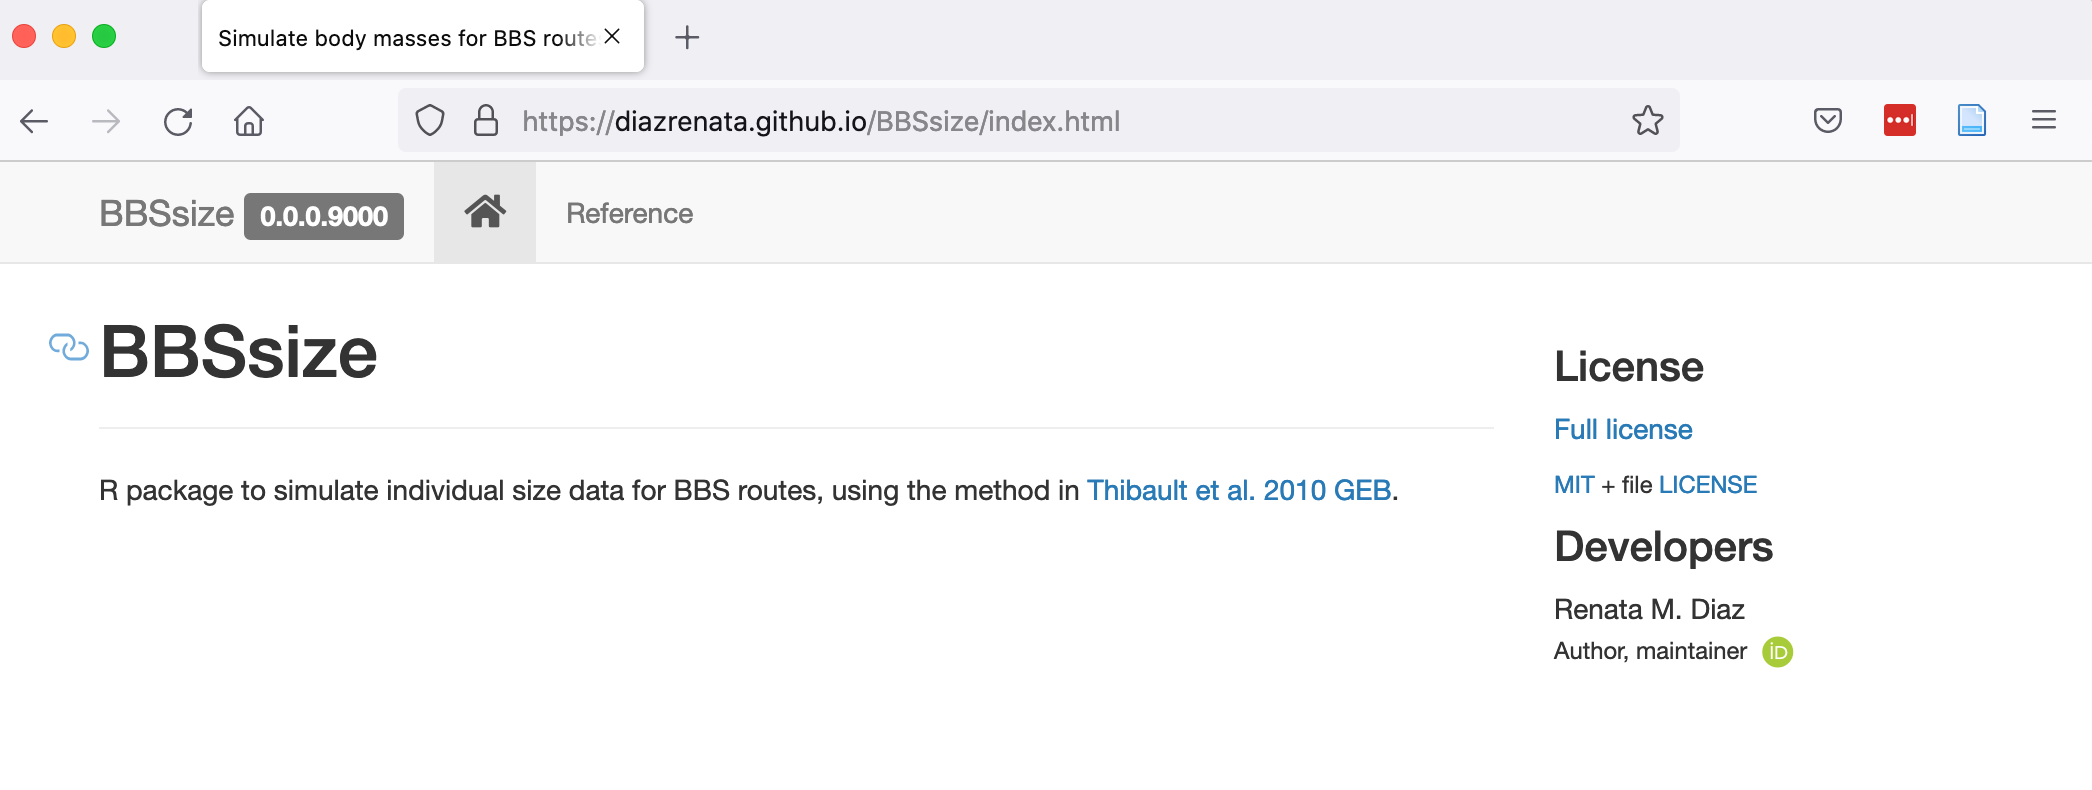 Simulate body masses for BBS route
https://diazrenata.github.io/BBSsize/index.html
BBSsize 0.0.0.9000 Reference
BBSsize
R package to simulate individual size data for BBS routes, using the method in Thibault et al. 2010 GEB.
License
Full license
MIT + file LICENSE
Developers
Renata M. Diaz
Author, maintainer iD